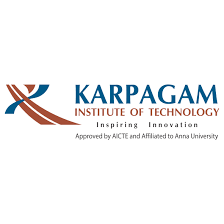 KARPAGAM
INSTITUTE OF TECHNOLOGY
Inspiring Innovation
Approved by AICTE and Affiliated to Anna University